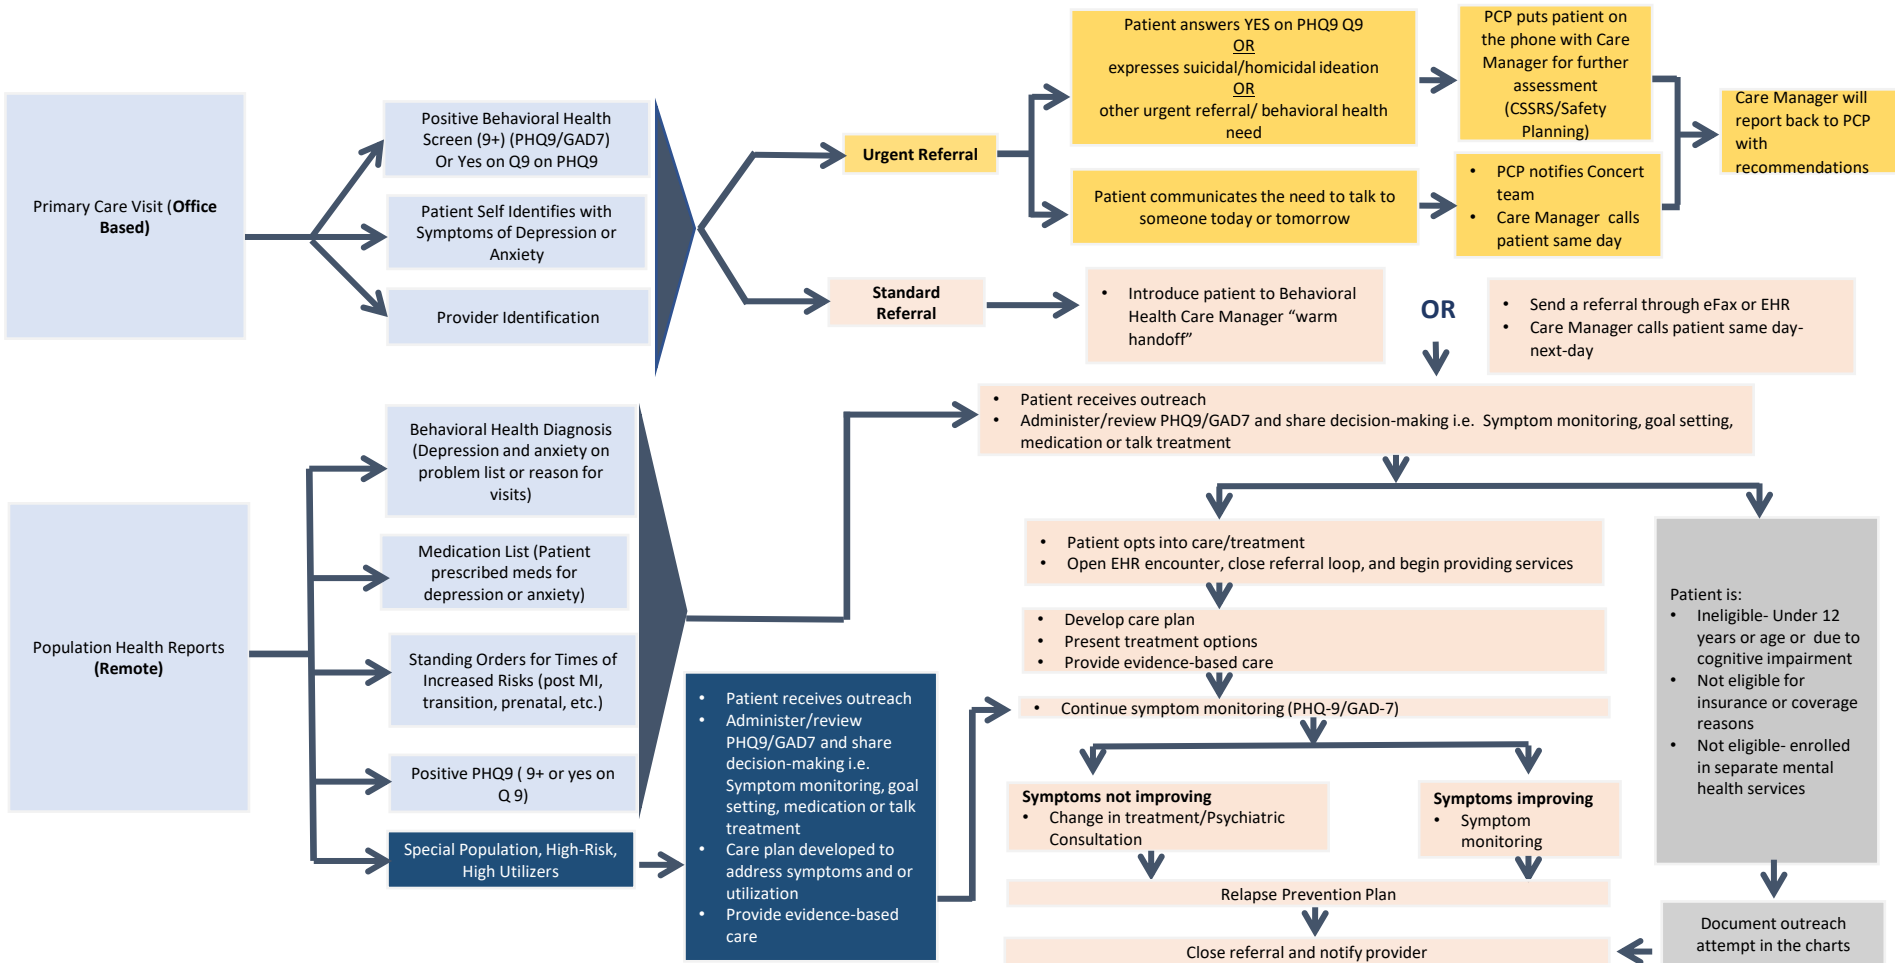 Primary Care Visit (Office
Based)
Positive Behavioral Health
Screen (9+) (PHQ9/GAD7)
Or Yes on Q9 on PHQ9
Patient Self Identifies with
Symptoms of Depression or
Anxiety
Provider Identification
Urgent Referral
Patient answers YES on PHQ9 Q9
OR
expresses suicidal/homicidal ideation
OR
other urgent referral/ behavioral health
need
PCP puts patient on
the phone with Care
Manager for further
assessment
(CSSRS/Safety
Planning)
Care Manager will
report back to PCP
with
recommendations
Patient communicates the need to talk to
someone today or tomorrow
• PCP notifies Concert
team
• Care Manager calls
patient same day
Standard
Referral
• Introduce patient to Behavioral
Health Care Manager “warm
handoff”
OR
• Send a referral through eFax or EHR
• Care Manager calls patient same day-
next-day
Population Health Reports
(Remote)
Behavioral Health Diagnosis
(Depression and anxiety on
problem list or reason for
visits)
Medication List (Patient
prescribed meds for
depression or anxiety)
Standing Orders for Times of
Increased Risks (post MI,
transition, prenatal, etc.)
Positive PHQ9 ( 9+ or yes on
Q 9)
Special Population, High-Risk,
High Utilizers
• Patient receives outreach
• Administer/review
PHQ9/GAD7 and share
decision-making i.e.
Symptom monitoring, goal
setting, medication or talk
treatment
• Care plan developed to
address symptoms and or
utilization
• Provide evidence-based
care
• Patient receives outreach
• Administer/review PHQ9/GAD7 and share decision-making i.e. Symptom monitoring, goal setting,
medication or talk treatment
• Patient opts into care/treatment
• Open EHR encounter, close referral loop, and begin providing services
• Develop care plan
• Present treatment options
• Provide evidence-based care
• Continue symptom monitoring (PHQ-9/GAD-7)
Symptoms not improving
• Change in treatment/Psychiatric
Consultation
Symptoms improving
• Symptom
monitoring
Relapse Prevention Plan
Close referral and notify provider
Patient is:
• Ineligible- Under 12
years or age or due to
cognitive impairment
• Not eligible for
insurance or coverage
reasons
• Not eligible- enrolled
in separate mental
health services
Document outreach
attempt in the charts